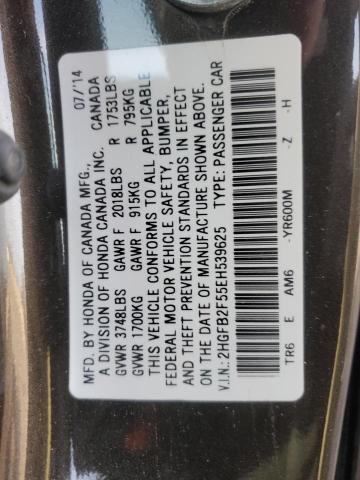 MFD. BY HONDA OF CANADA MFG., 07/'14
A DIVISION OF HONDA CANADA INC. CANADA
GVWR 3748LBS GAWR F 2018LBS R 1753LBS
GVWR 1700KG GAWR F 915KG R 795KG
THIS VEHICLE CONFORMS TO ALL APPLICABLE
FEDERAL MOTOR VEHICLE SAFETY, BUMPER,
AND THEFT PREVENTION STANDARDS IN EFFECT
ON THE DATE OF MANUFACTURE SHOWN ABOVE.
V.I.N.: 2HGFB2F55EH539625 TYPE: PASSENGER CAR
TR6 E AM6 -YR600M -Z -H